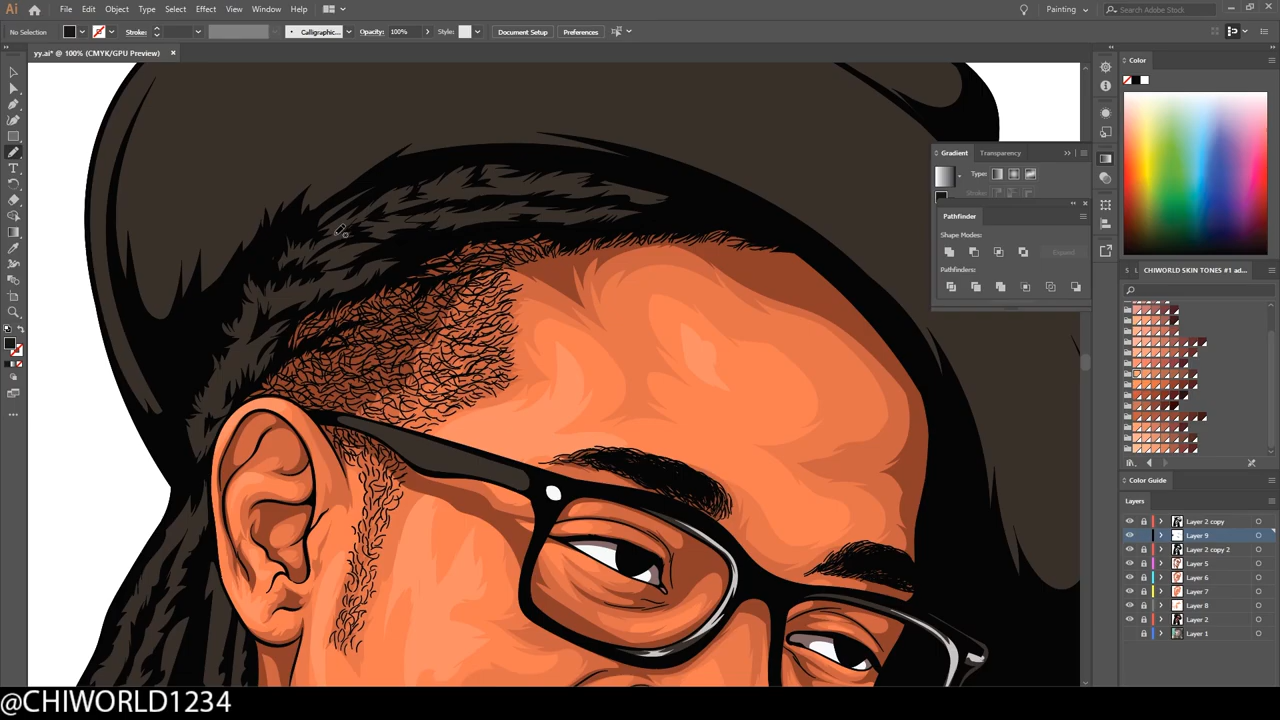 Ai File Edit Object Type Select Effect View Window Help Painting Search Adobe Stock
No Selection Stroke: Calligraphic... Opacity: 100% Style: Document Setup Preferences
yy.ai* @ 100% (CMYK/GPU Preview)
Color
Gradient Transparency
Type:
Stroke:
Pathfinder
Shape Modes:
Expand
Pathfinders:
S L CHIWORLD SKIN TONES #1 ad...
Color Guide
Layers
Layer 2 copy
Layer 9
Layer 2 copy 2
Layer 5
Layer 6
Layer 7
Layer 8
Layer 2
Layer 1
@CHIWORLD1234